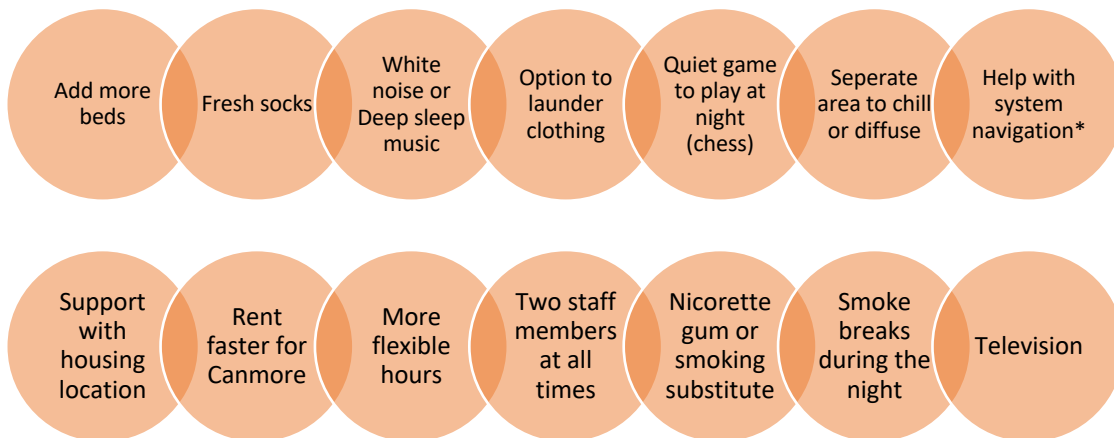 Add more
beds
Fresh socks
White
noise or
Deep sleep
music
Option to
launder
clothing
Quiet game
to play at
night
(chess)
Seperate
area to chill
or diffuse
Help with
system
navigation*
Support
with
housing
location
Rent
faster for
Canmore
More
flexible
hours
Two staff
members
at all
times
Nicorette
gum or
smoking
substitute
Smoke
breaks
during the
night
Television